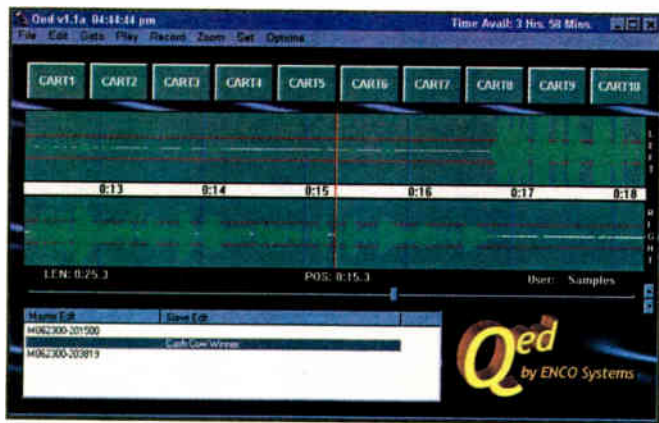 Qed v1.1a 04:44:44 pm Time Avail: 3 Hrs. 58 Mins.
File Edit Gets Play Record Zoom Set Options
CART1 CART2 CART3 CART4 CART5 CART6 CART7 CART8 CART9 CART10
LEFT
0:13 0:14 0:15 0:16 0:17 0:18
RIGHT
LEN: 0:25.3 POS: 0:15.3 User: Samples
Master Edit Slave Edit
M062300-201500
Cash Cow Winner
M062300-203819
Qed
by ENCO Systems